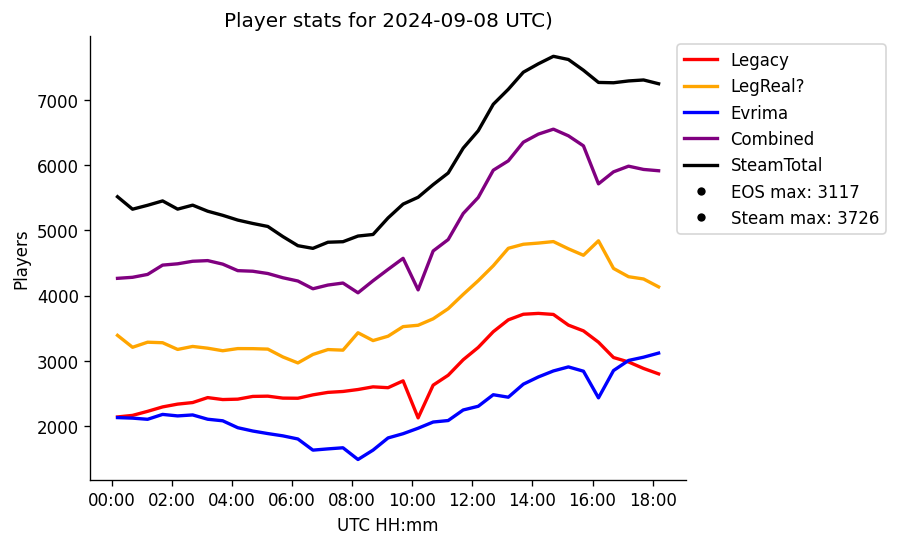 Player stats for 2024-09-08 UTC)
Legacy
LegReal?
Evrima
Combined
SteamTotal
EOS max: 3117
Steam max: 3726
Players
7000
6000
5000
4000
3000
2000
00:00 02:00 04:00 06:00 08:00 10:00 12:00 14:00 16:00 18:00
UTC HH:mm